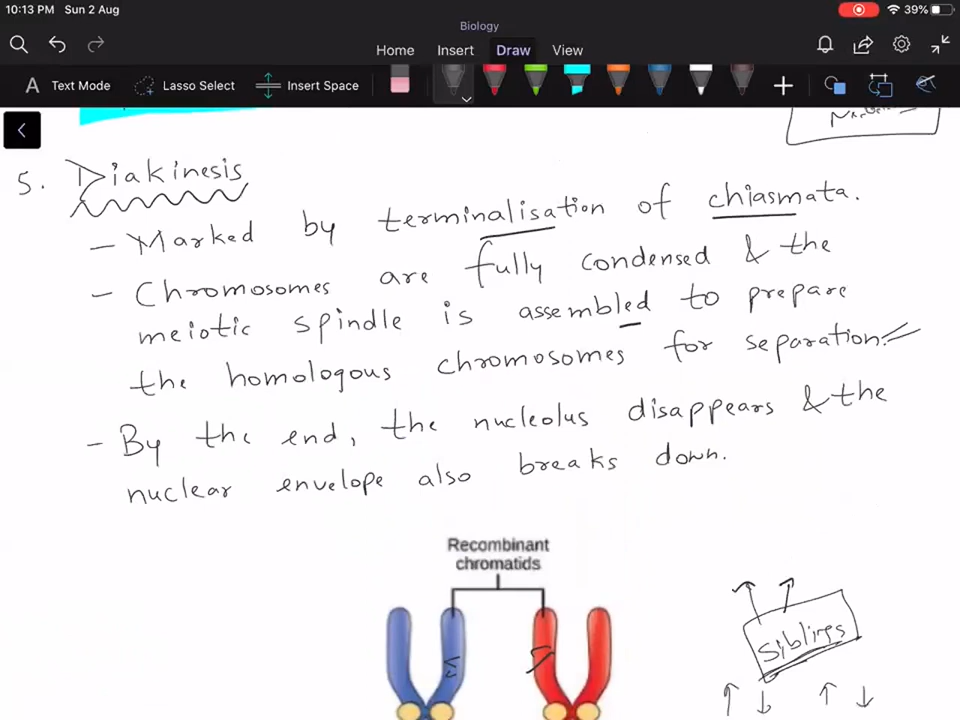 10:13 PM Sun 2 Aug
39%
Biology
Home Insert Draw View
Text Mode Lasso Select Insert Space
5. Diakinesis
- Marked by terminalisation of chiasmata.
- Chromosomes are fully condensed & the
meiotic spindle is assembled to prepare
the homologous chromosomes for separation.
- By the end, the nucleolus disappears & the
nuclear envelope also breaks down.
Recombinant
chromatids
Siblings